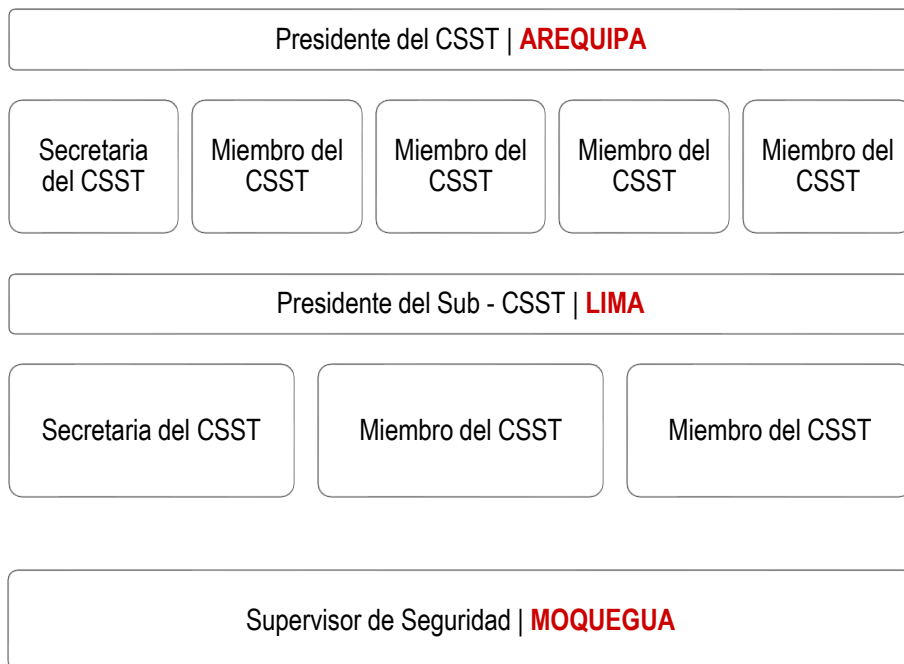 Presidente del CSST | AREQUIPA
Secretaria
del CSST
Miembro del
CSST
Miembro del
CSST
Miembro del
CSST
Miembro del
CSST
Presidente del Sub - CSST | LIMA
Secretaria del CSST
Miembro del CSST
Miembro del CSST
Supervisor de Seguridad | MOQUEGUA